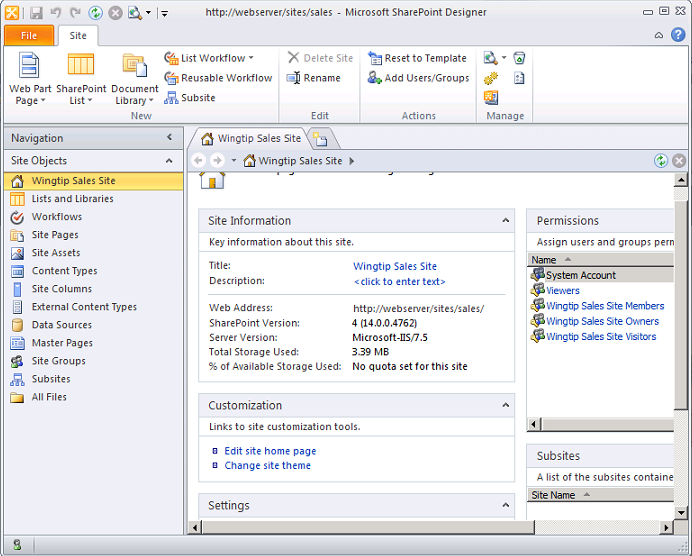 http://webserver/sites/sales - Microsoft SharePoint Designer
File Site
Web Part Page
SharePoint List
Document Library
List Workflow
Reusable Workflow
Subsite
New
Delete Site
Rename
Edit
Reset to Template
Add Users/Groups
Actions
Manage
Navigation
Site Objects
Wingtip Sales Site
Lists and Libraries
Workflows
Site Pages
Site Assets
Content Types
Site Columns
External Content Types
Data Sources
Master Pages
Site Groups
Subsites
All Files
Wingtip Sales Site
Wingtip Sales Site
Site Information
Key information about this site.
Title: Wingtip Sales Site
Description: <click to enter text>
Web Address: http://webserver/sites/sales/
SharePoint Version: 4 (14.0.0.4762)
Server Version: Microsoft-IIS/7.5
Total Storage Used: 3.39 MB
% of Available Storage Used: No quota set for this site
Customization
Links to site customization tools.
Edit site home page
Change site theme
Settings
Permissions
Assign users and groups perm
Name
System Account
Viewers
Wingtip Sales Site Members
Wingtip Sales Site Owners
Wingtip Sales Site Visitors
Subsites
A list of the subsites containe
Site Name